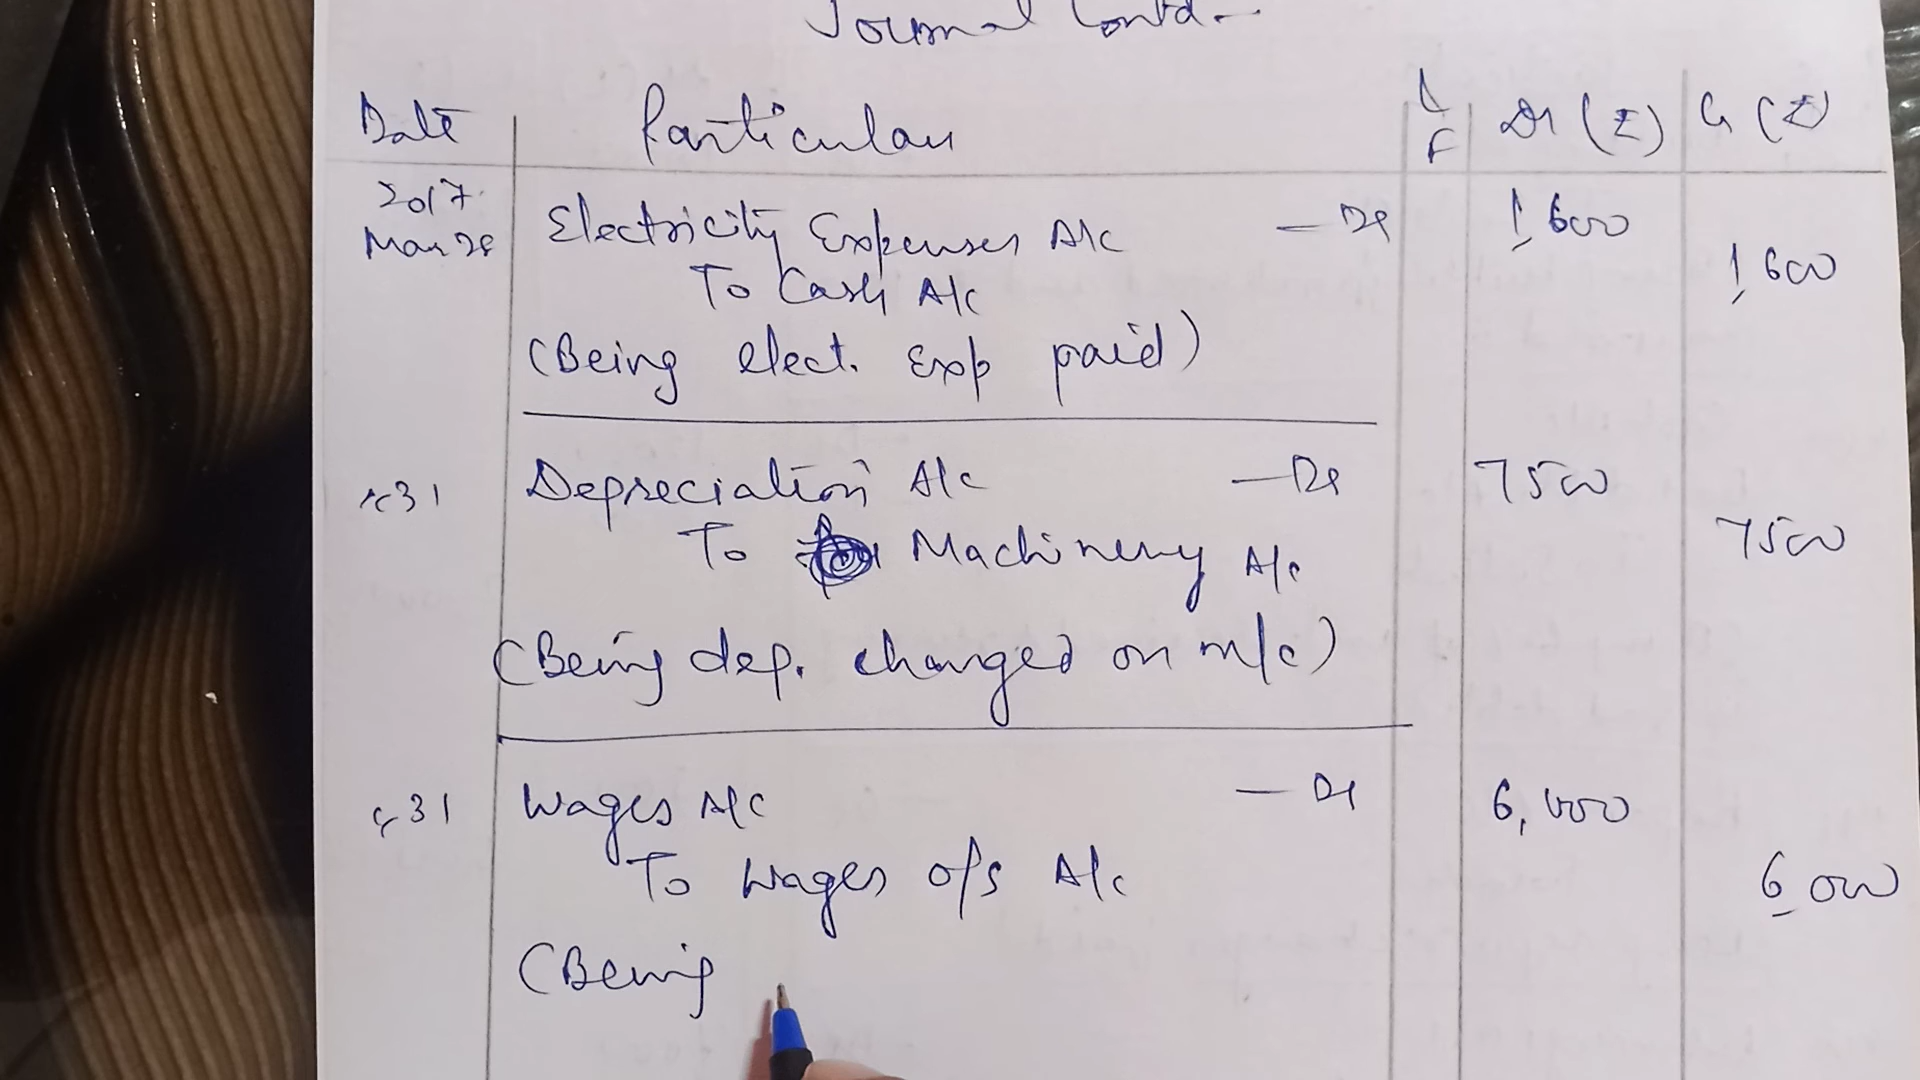 Journal Contd-
Date Particulars L F Dr (₹) Cr (₹)
2017
Mar 28 Electricity Expenses A/c — Dr 1,600
To Cash A/c 1,600
(Being elect. Exp paid)
"31 Depreciation A/c — Dr 7500
To Machinery A/c 7500
(Being dep. charged on m/c)
"31 Wages A/c — Dr 6,000
To Wages o/s A/c 6,000
(Being